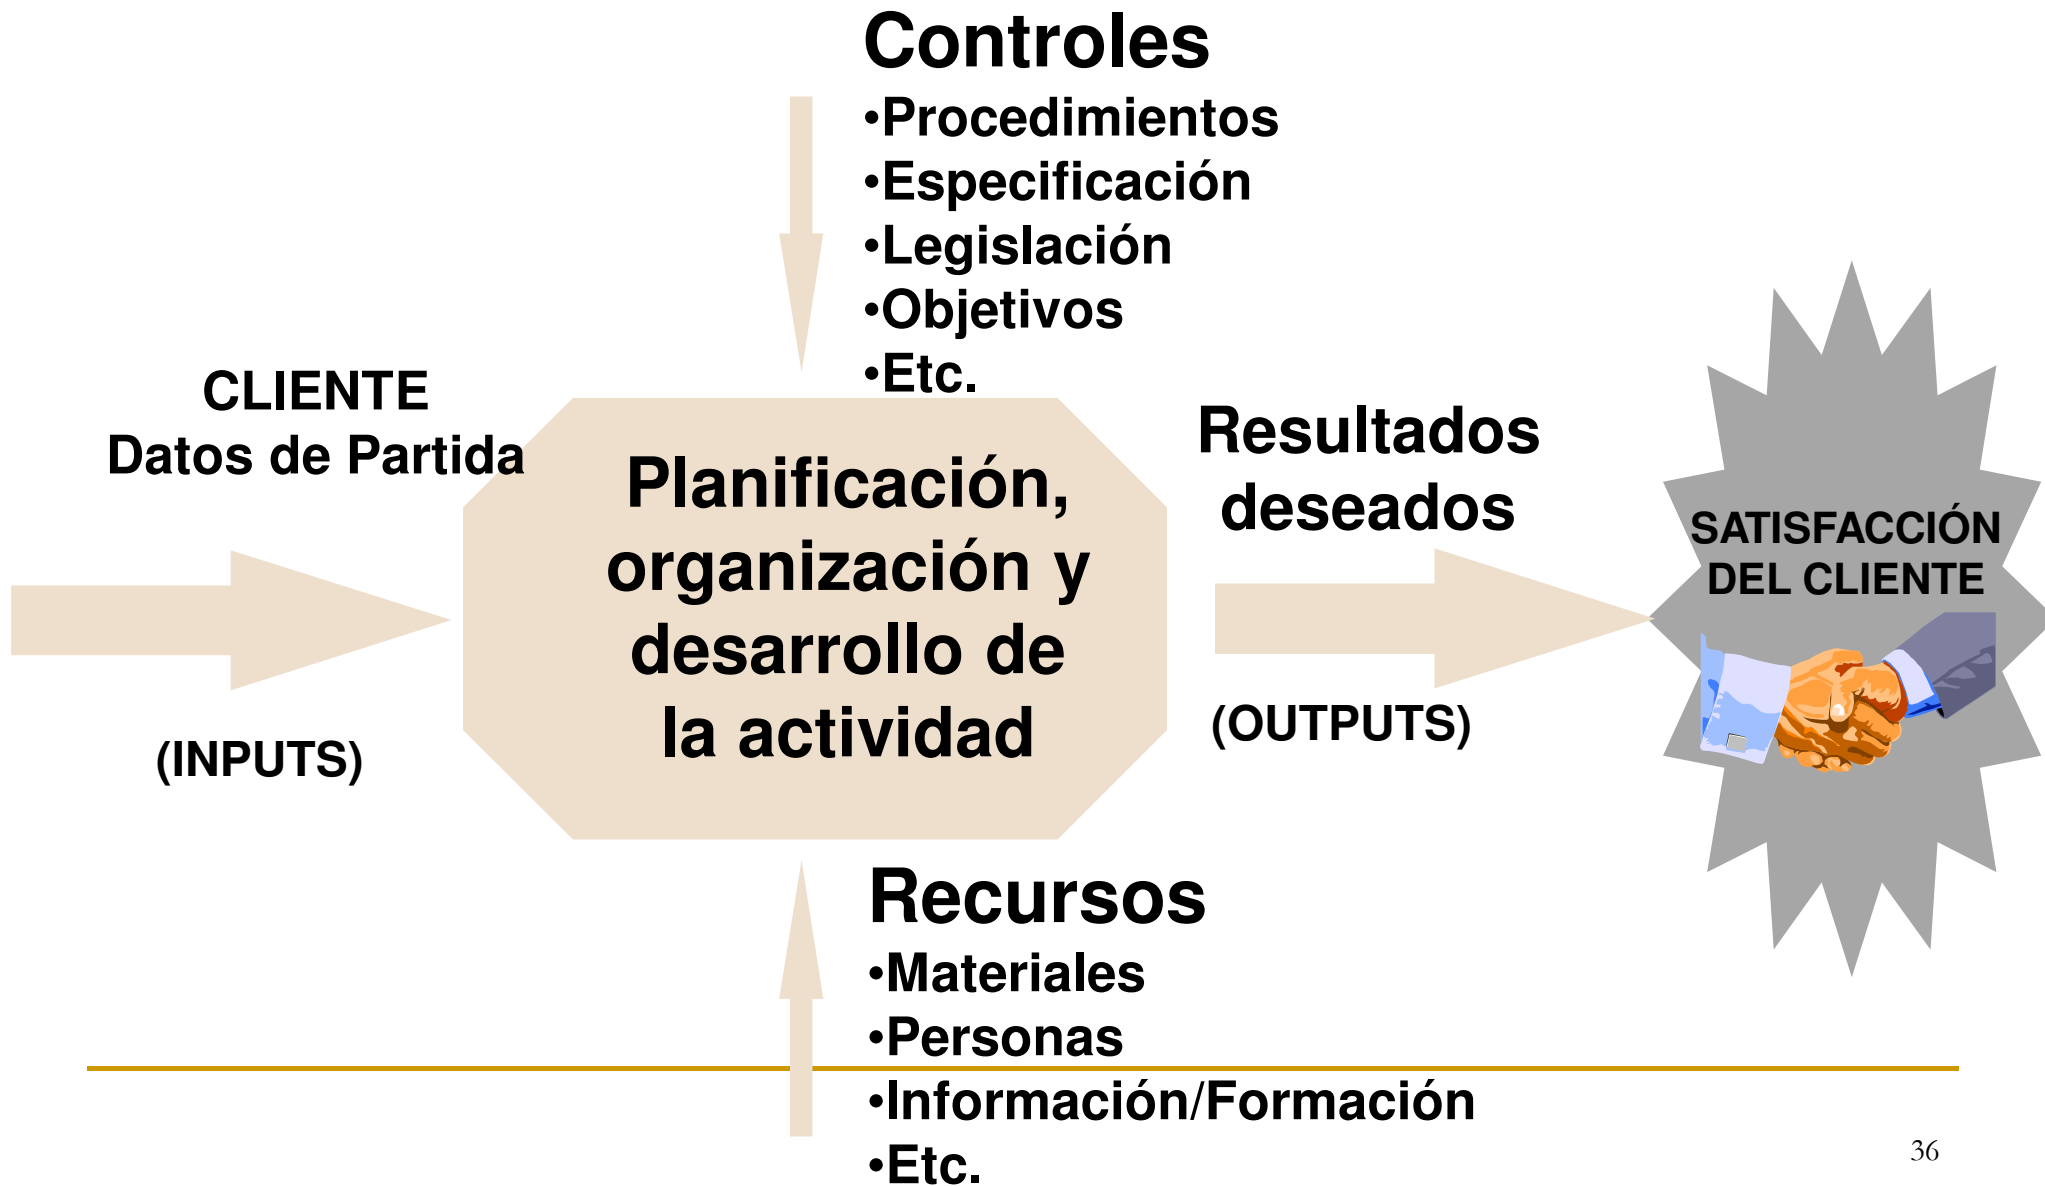 Controles
•Procedimientos
•Especificación
•Legislación
•Objetivos
•Etc.
CLIENTE
Datos de Partida
(INPUTS)
Planificación,
organización y
desarrollo de
la actividad
Resultados
deseados
(OUTPUTS)
SATISFACCIÓN
DEL CLIENTE
Recursos
•Materiales
•Personas
•Información/Formación
•Etc.
36